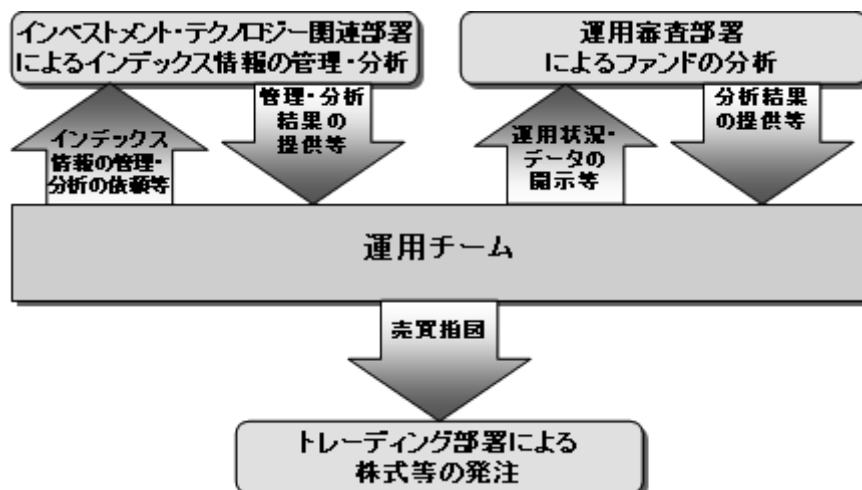 インベストメント・テクノロジー関連部署
によるインデックス情報の管理・分析
運用審査部署
によるファンドの分析
インデックス
情報の管理・
分析の依頼等
管理・分析
結果の
提供等
運用状況・
データの
開示等
分析結果
の提供等
運用チーム
売買指図
トレーディング部署による
株式等の発注